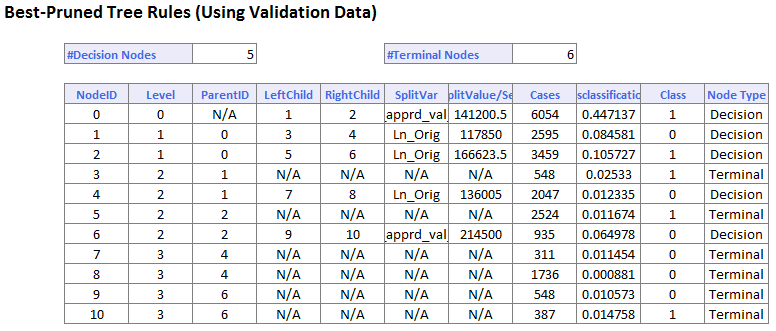 Best-Pruned Tree Rules (Using Validation Data)
#Decision Nodes 5 #Terminal Nodes 6
NodeID Level ParentID LeftChild RightChild SplitVar plitValue/Se Cases sclassificatio Class Node Type
0 0 N/A 1 2 _apprd_val_ 141200.5 6054 0.447137 1 Decision
1 1 0 3 4 Ln_Orig 117850 2595 0.084581 0 Decision
2 1 0 5 6 Ln_Orig 166623.5 3459 0.105727 1 Decision
3 2 1 N/A N/A N/A N/A 548 0.02533 1 Terminal
4 2 1 7 8 Ln_Orig 136005 2047 0.012335 0 Decision
5 2 2 N/A N/A N/A N/A 2524 0.011674 1 Terminal
6 2 2 9 10 _apprd_val_ 214500 935 0.064978 0 Decision
7 3 4 N/A N/A N/A N/A 311 0.011454 0 Terminal
8 3 4 N/A N/A N/A N/A 1736 0.000881 0 Terminal
9 3 6 N/A N/A N/A N/A 548 0.010573 0 Terminal
10 3 6 N/A N/A N/A N/A 387 0.014758 1 Terminal